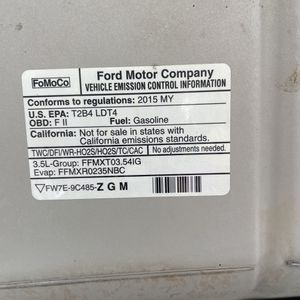 FoMoCo
Ford Motor Company
VEHICLE EMISSION CONTROL INFORMATION
Conforms to regulations: 2015 MY
U.S. EPA: T2B4 LDT4
OBD: F II Fuel: Gasoline
California: Not for sale in states with
California emissions standards.
TWC/DFI/WR-HO2S/HO2S/TC/CAC No adjustments needed.
3.5L-Group: FFMXT03.54IG
Evap: FFMXR0235NBC
FW7E-9C485-ZGM